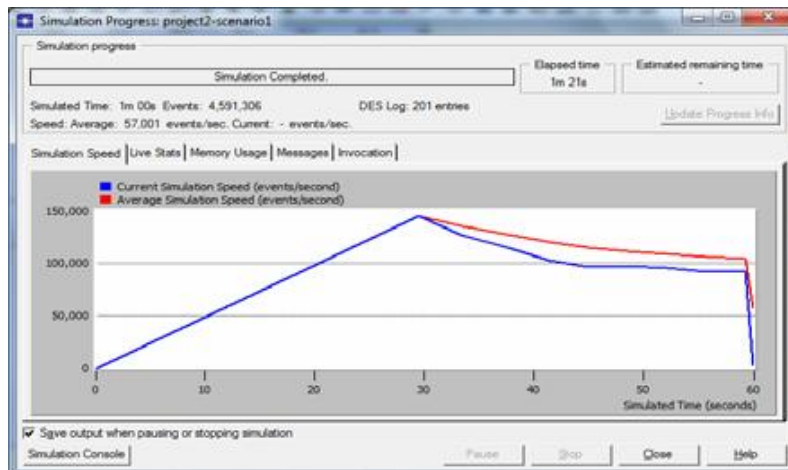 Simulation Progress: project2-scenario1
Simulation progress
Simulation Completed.
Elapsed time
1m 21s
Estimated remaining time
-
Simulated Time: 1m 00s Events: 4,591,306 DES Log: 201 entries
Speed: Average: 57,001 events/sec. Current: - events/sec.
Update Progress Info
Simulation Speed Live Stats Memory Usage Messages Invocation
Current Simulation Speed (events/second)
Average Simulation Speed (events/second)
150,000
100,000
50,000
0
0 10 20 30 40 50 60
Simulated Time (seconds)
Save output when pausing or stopping simulation
Simulation Console Pause Stop Close Help